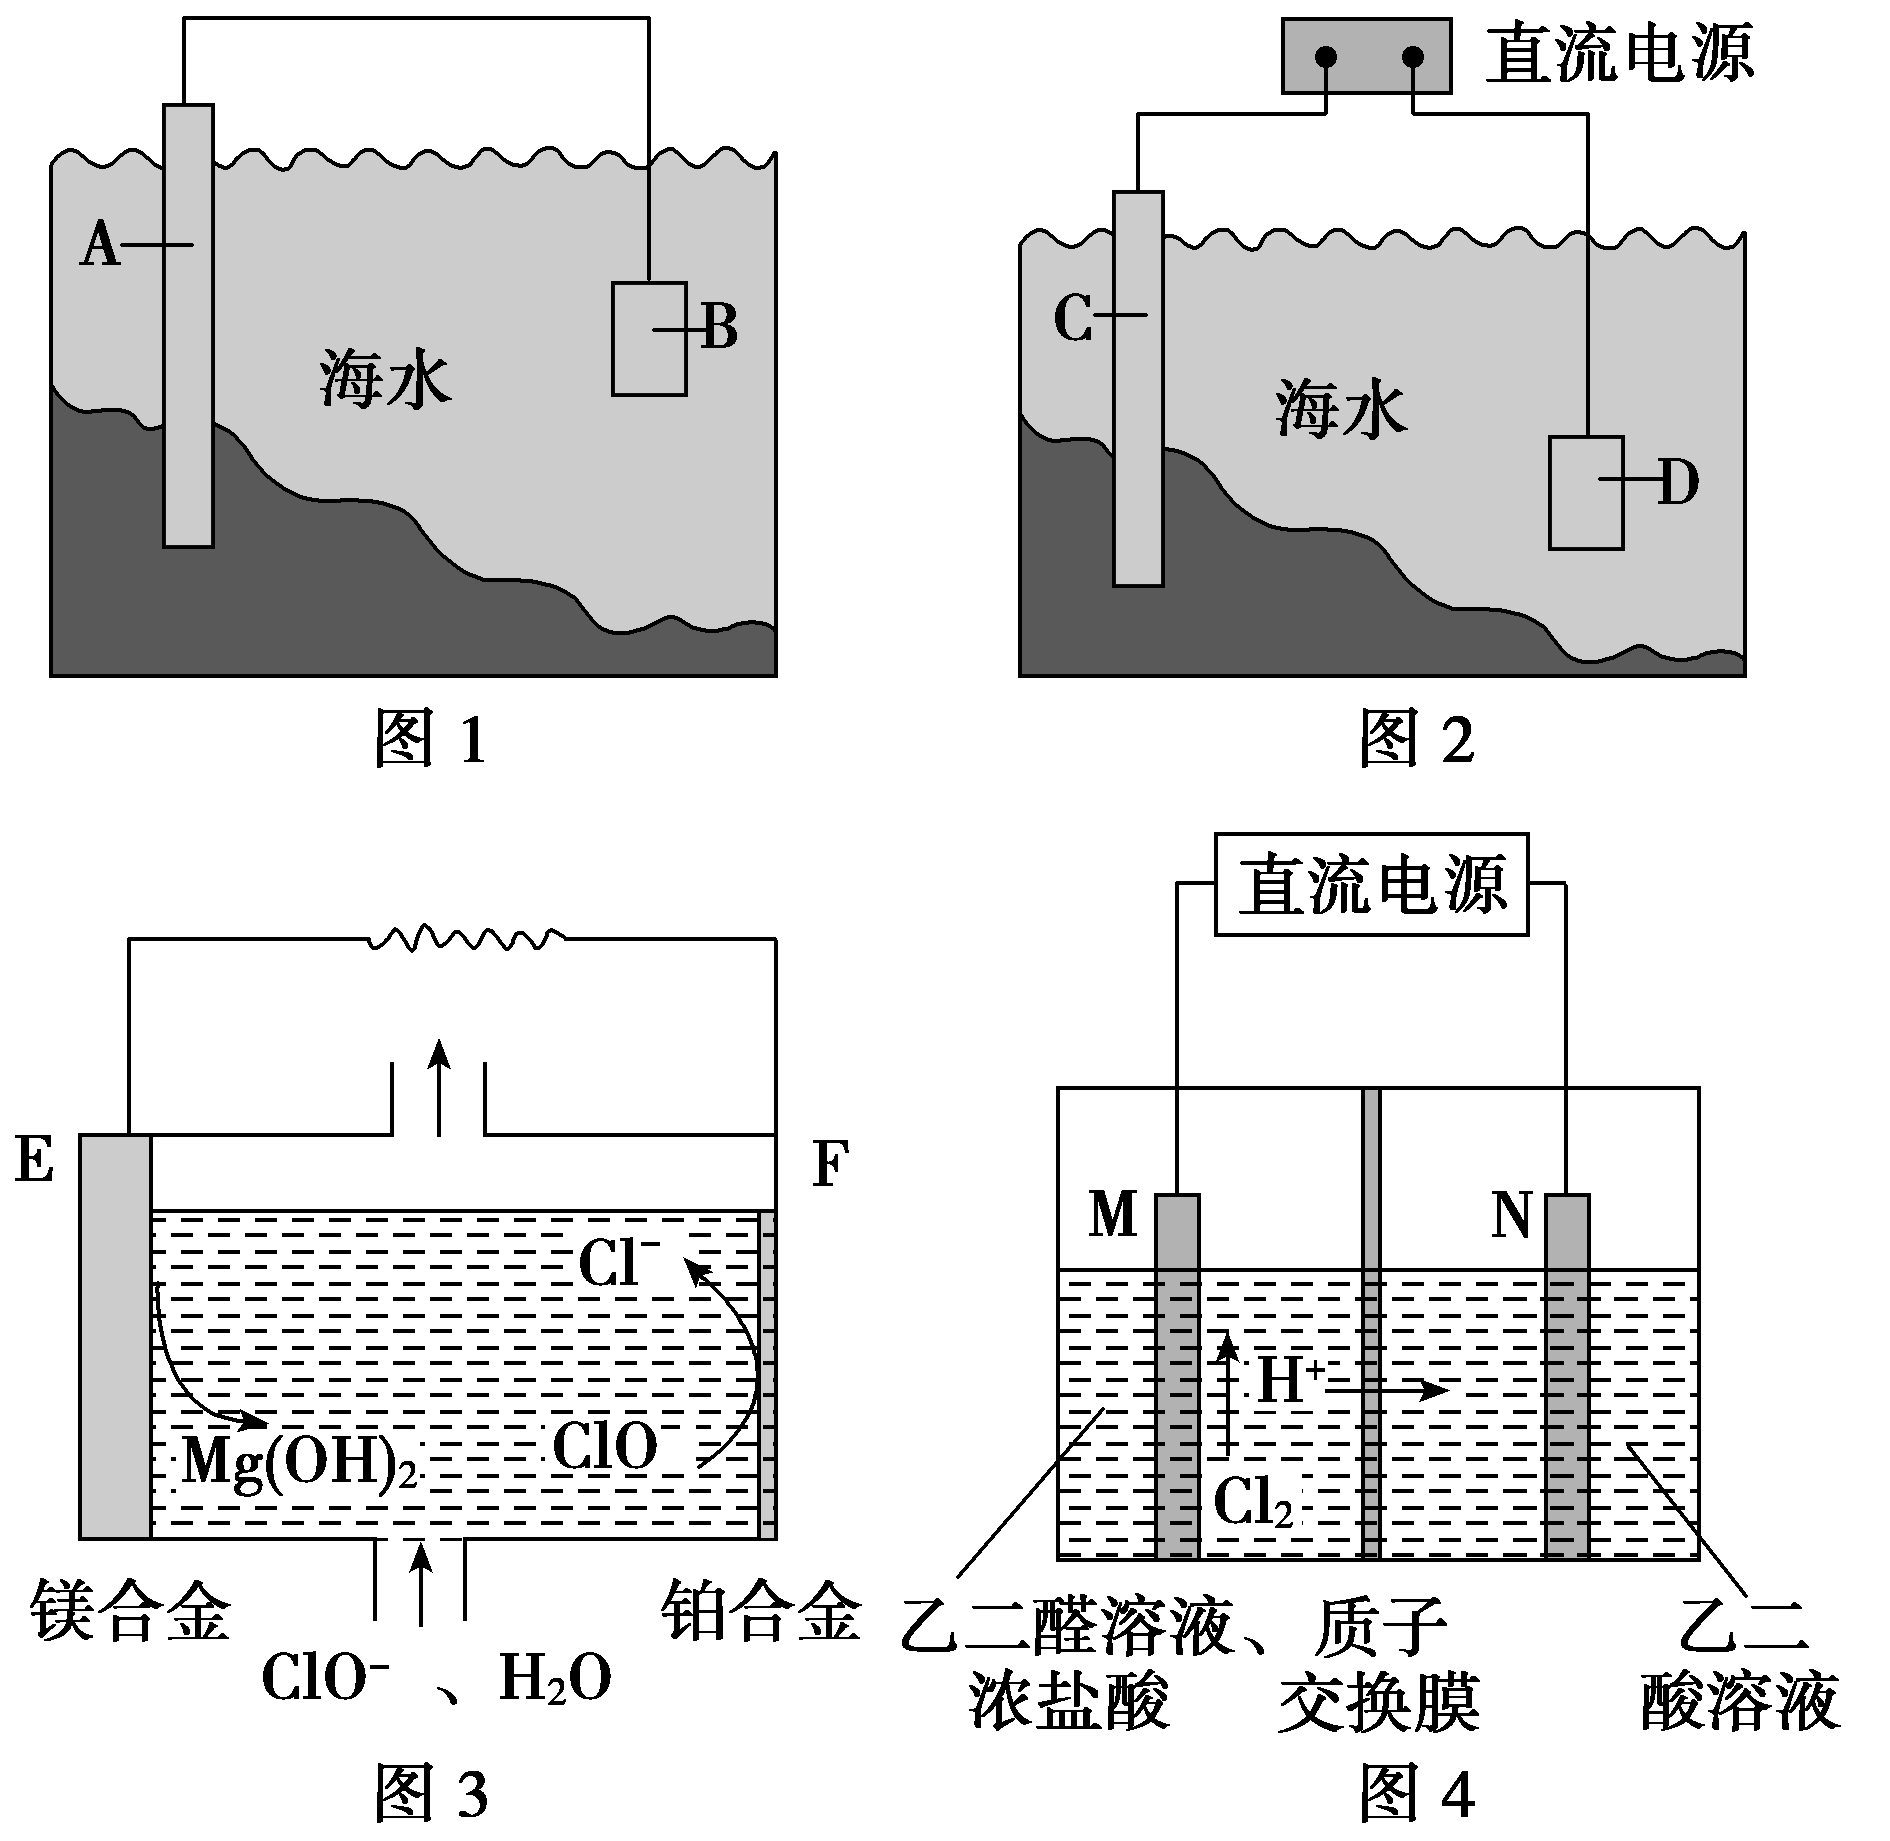 直流电源
A
B
海水
C
海水
D
图 1
图 2
直流电源
E
F
Cl⁻
Mg(OH)₂
ClO⁻
镁合金
铂合金
ClO⁻ 、H₂O
M
N
H⁺
Cl₂
乙二醛溶液、
浓盐酸
质子
交换膜
乙二
酸溶液
图 3
图 4